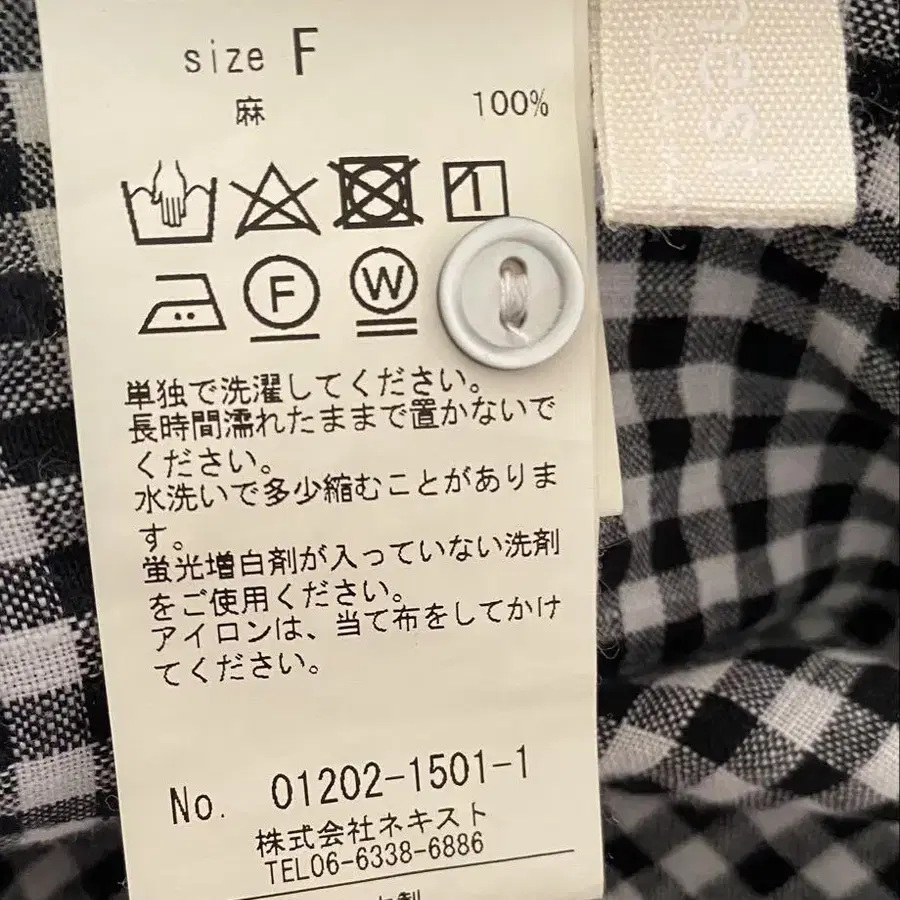 size F
麻 100%
F W
単独で洗濯してください。
長時間濡れたままで置かないで
ください。
水洗いで多少縮むことがありま
す。
蛍光増白剤が入っていない洗剤
をご使用ください。
アイロンは、当て布をしてかけ
てください。
No. 01202-1501-1
株式会社ネキスト
TEL06-6338-6886